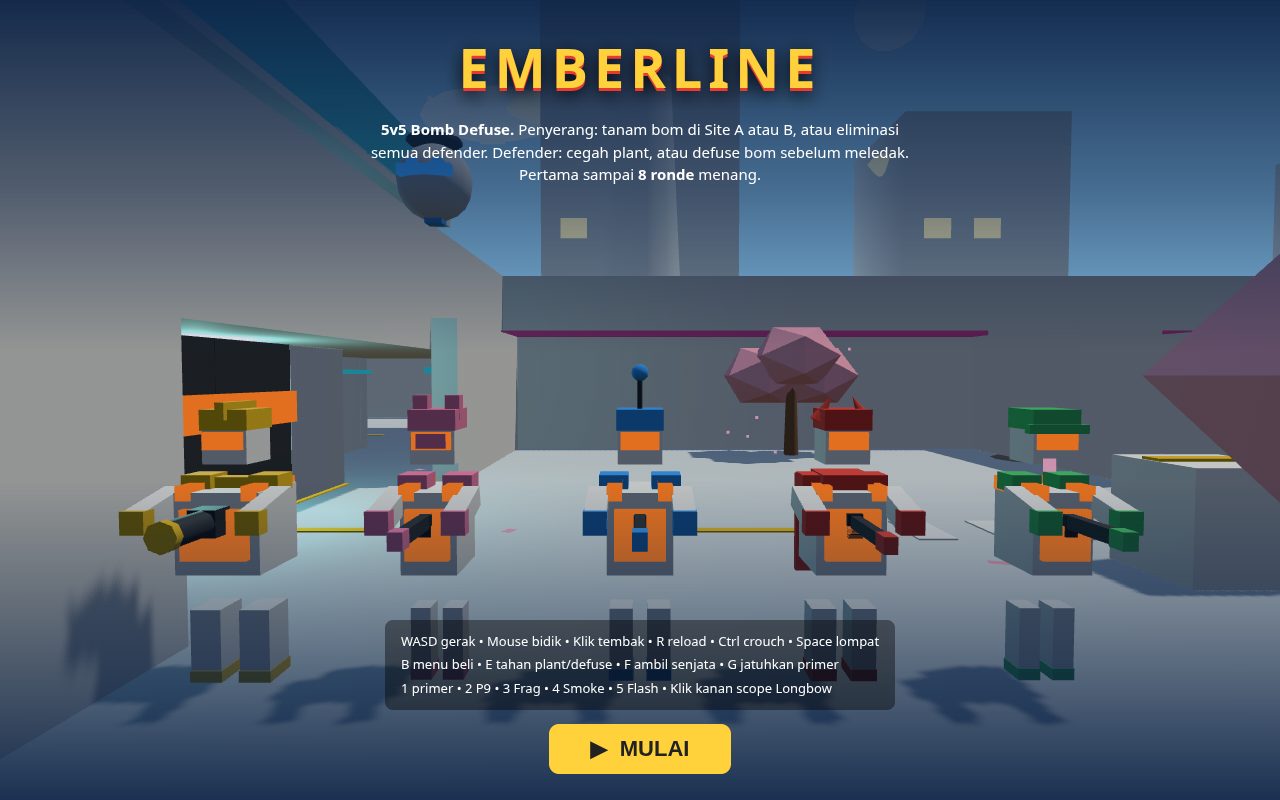 EMBERLINE
5v5 Bomb Defuse. Penyerang: tanam bom di Site A atau B, atau eliminasi
semua defender. Defender: cegah plant, atau defuse bom sebelum meledak.
Pertama sampai 8 ronde menang.
WASD gerak • Mouse bidik • Klik tembak • R reload • Ctrl crouch • Space lompat
B menu beli • E tahan plant/defuse • F ambil senjata • G jatuhkan primer
1 primer • 2 P9 • 3 Frag • 4 Smoke • 5 Flash • Klik kanan scope Longbow
▶ MULAI